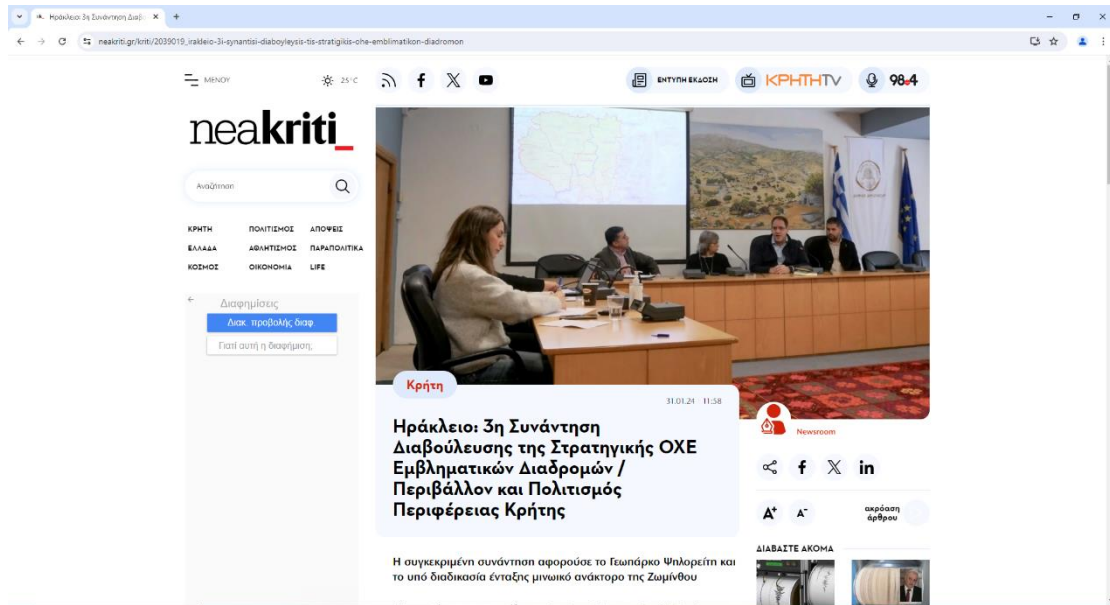 Ηράκλειο: 3η Συνάντηση Διαβ
neakriti.gr/kriti/2039019_irakleio-3i-synantisi-diaboyleysis-tis-stratigikis-ohe-emblimatikon-diadromon
ΜΕΝΟΥ
25°C
ΕΝΤΥΠΗ ΕΚΔΟΣΗ
ΚΡΗΤΗTV
98.4
neakriti_
Αναζήτηση
ΚΡΗΤΗ ΠΟΛΙΤΙΣΜΟΣ ΑΠΟΨΕΙΣ
ΕΛΛΑΔΑ ΑΘΛΗΤΙΣΜΟΣ ΠΑΡΑΠΟΛΙΤΙΚΑ
ΚΟΣΜΟΣ ΟΙΚΟΝΟΜΙΑ LIFE
Διαφημίσεις
Διακ. προβολής διαφ.
Γιατί αυτή η διαφήμιση;
Κρήτη
31.01.24 11:58
Ηράκλειο: 3η Συνάντηση
Διαβούλευσης της Στρατηγικής ΟΧΕ
Εμβληματικών Διαδρομών /
Περιβάλλον και Πολιτισμός
Περιφέρειας Κρήτης
Newsroom
A+ A-
ακρόαση
άρθρου
ΔΙΑΒΑΣΤΕ ΑΚΟΜΑ
Η συγκεκριμένη συνάντηση αφορούσε το Γεωπάρκο Ψηλορείτη και
το υπό διαδικασία ένταξης μινωικό ανάκτορο της Ζωμίνθου